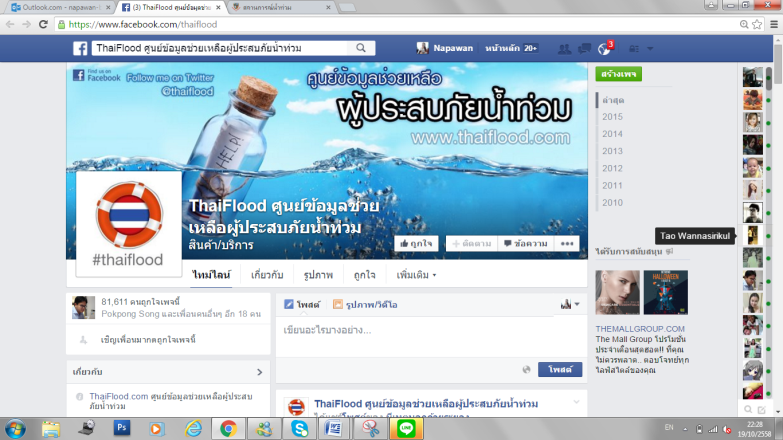 Outlook.com - napawan-
(3) ThaiFlood ศูนย์ข้อมูลช่วย
สถานการณ์น้ำท่วม
https://www.facebook.com/thaiflood
ThaiFlood ศูนย์ข้อมูลช่วยเหลือผู้ประสบภัยน้ำท่วม
Napawan
หน้าหลัก 20+
3
Find us on
Facebook
Follow me on Twitter
@thaiflood
ศูนย์ข้อมูลช่วยเหลือ
ผู้ประสบภัยน้ำท่วม
www.thaiflood.com
HELP!
#thaiflood
ThaiFlood ศูนย์ข้อมูลช่วย
เหลือผู้ประสบภัยน้ำท่วม
สินค้า/บริการ
ถูกใจ
ติดตาม
ข้อความ
ไทม์ไลน์
เกี่ยวกับ
รูปภาพ
ถูกใจ
เพิ่มเติม
81,611 คนถูกใจเพจนี้
Pokpong Song และเพื่อนคนอื่นๆ อีก 18 คน
เชิญเพื่อนมากดถูกใจเพจนี้
เกี่ยวกับ
ThaiFlood.com ศูนย์ข้อมูลช่วยเหลือผู้ประสบ
ภัยน้ำท่วม
โพสต์
รูปภาพ/วิดีโอ
เขียนอะไรบางอย่าง...
โพสต์
ThaiFlood ศูนย์ข้อมูลช่วยเหลือผู้ประสบภัยน้ำท่วม
สร้างเพจ
ล่าสุด
2015
2014
2013
2012
2011
2010
Tao Wannasirikul
ได้รับการสนับสนุน
HALLOWEEN
THEMALLGROUP.COM
The Mall Group โปรโมชั่น
ประจำเดือนสุดฮอต!! ที่คุณ
ไม่ควรพลาด.. ตอบโจทย์ทุก
ไลฟ์สไตล์ของคุณ
EN
22:28
19/10/2558